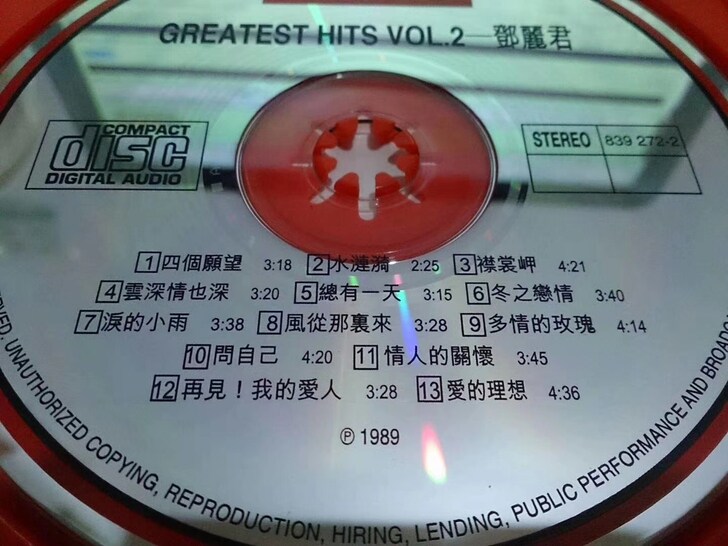 GREATEST HITS VOL.2—鄧麗君
COMPACT
disc
DIGITAL AUDIO
STEREO 839 272-2
1 四個願望 3:18 2 水漣漪 2:25 3 襟裳岬 4:21
4 雲深情也深 3:20 5 總有一天 3:15 6 冬之戀情 3:40
7 淚的小雨 3:38 8 風從那裏來 3:28 9 多情的玫瑰 4:14
10 問自己 4:20 11 情人的關懷 3:45
12 再見！我的愛人 3:28 13 愛的理想 4:36
℗ 1989
UNAUTHORIZED COPYING, REPRODUCTION, HIRING, LENDING, PUBLIC PERFORMANCE AND